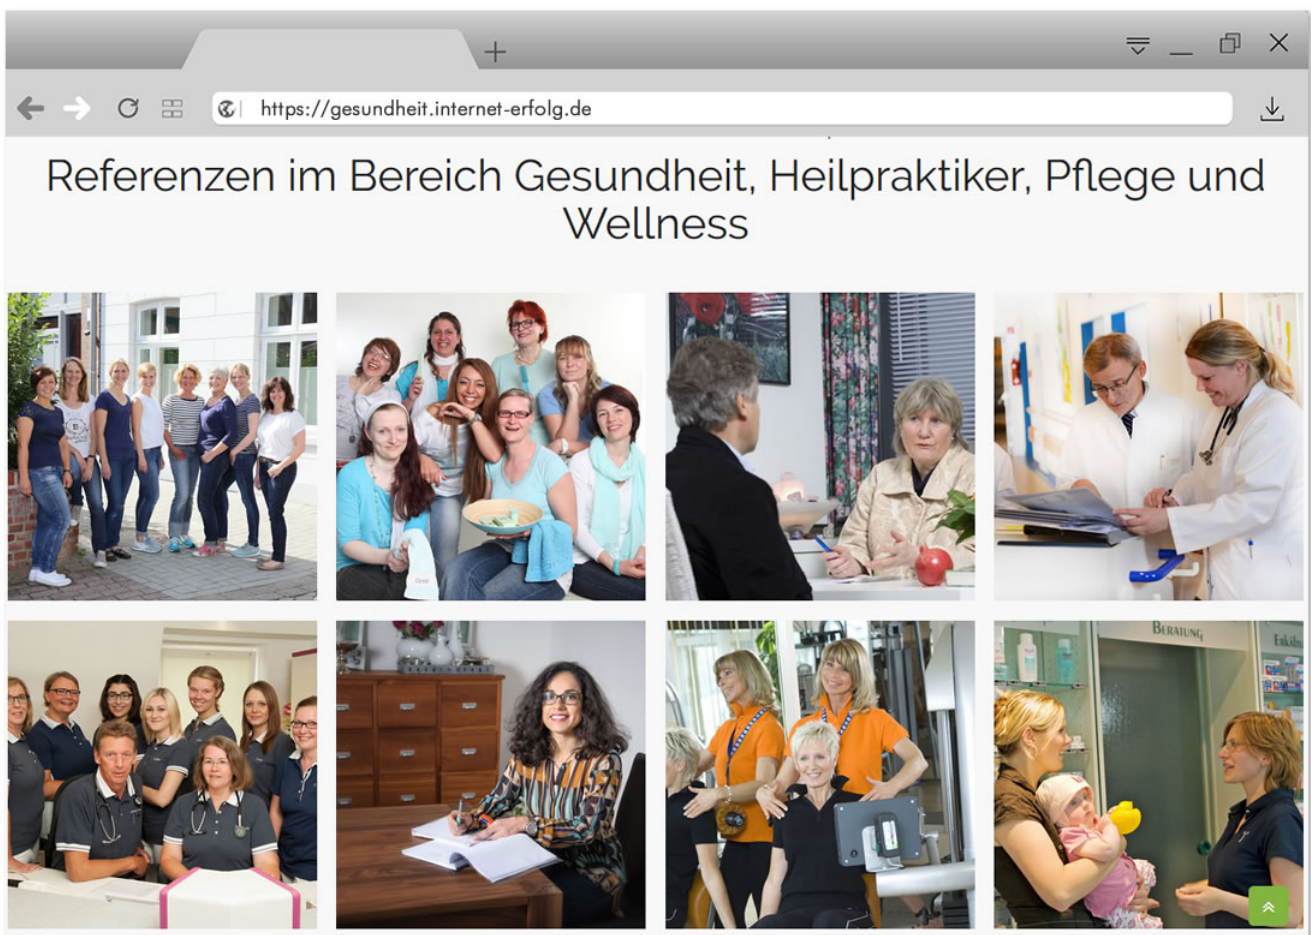 https://gesundheit.internet-erfolg.de
Referenzen im Bereich Gesundheit, Heilpraktiker, Pflege und
Wellness
BERATUNG